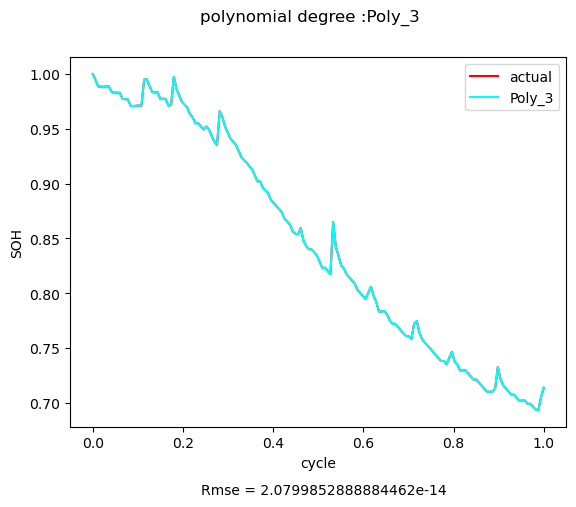 polynomial degree :Poly_3
actual
Poly_3
1.00
0.95
0.90
0.85
0.80
0.75
0.70
SOH
0.0 0.2 0.4 0.6 0.8 1.0
cycle
Rmse = 2.0799852888884462e-14